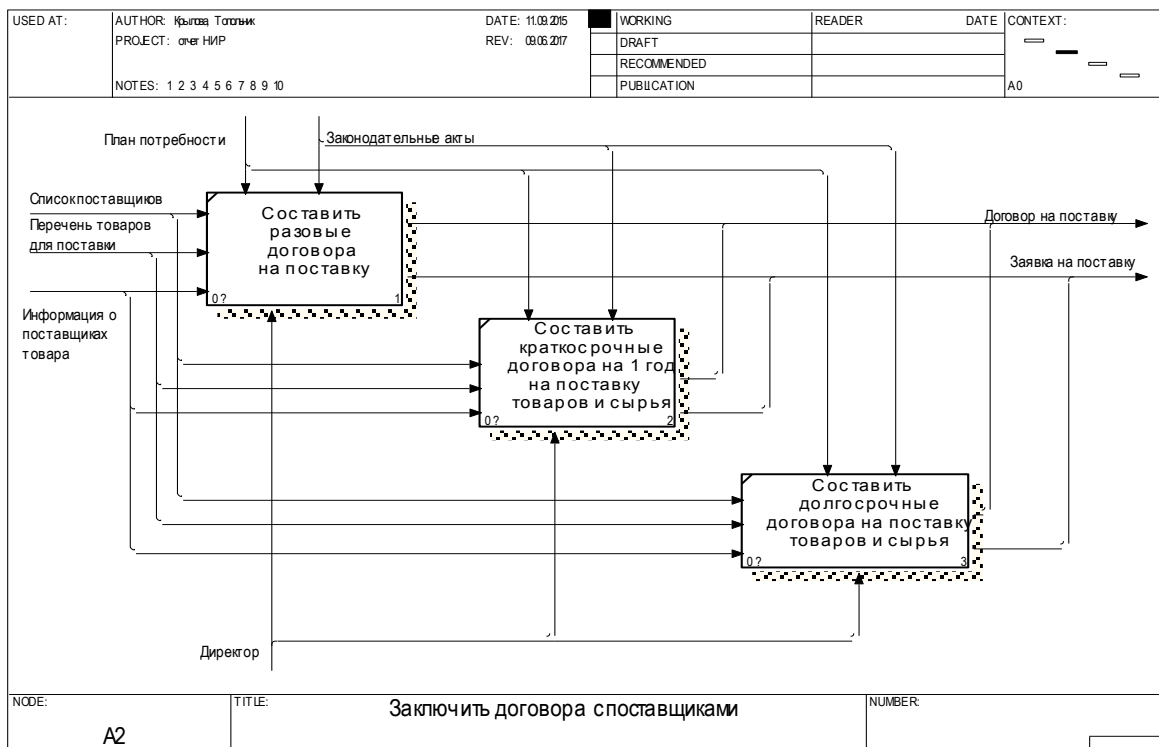 USED AT:
AUTHOR: Крылова, Топольник
DATE: 11.09.2015
WORKING
READER
DATE
CONTEXT:
PROJECT: отчет НИР
REV: 09.06.2017
DRAFT
RECOMMENDED
NOTES: 1 2 3 4 5 6 7 8 9 10
PUBLICATION
A0
План потребности
Законодательные акты
Список поставщиков
Перечень товаров
для поставки
Информация о
поставщиках
товара
Составить
разовые
договора
на поставку
0 ?
1
Договор на поставку
Заявка на поставку
Составить
краткосрочные
договора на 1 год
на поставку
товаров и сырья
0 ?
2
Составить
долгосрочные
договора на поставку
товаров и сырья
0 ?
3
Директор
NODE:
A2
TITLE:
Заключить договора с поставщиками
NUMBER: